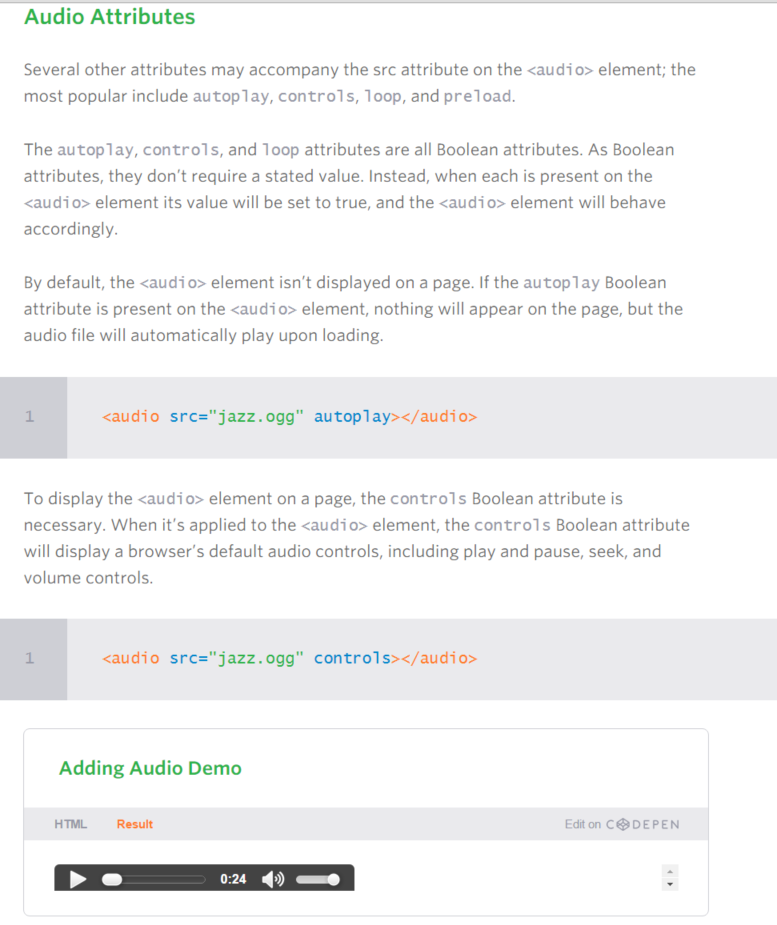 Audio Attributes
Several other attributes may accompany the src attribute on the <audio> element; the
most popular include autoplay, controls, loop, and preload.
The autoplay, controls, and loop attributes are all Boolean attributes. As Boolean
attributes, they don’t require a stated value. Instead, when each is present on the
<audio> element its value will be set to true, and the <audio> element will behave
accordingly.
By default, the <audio> element isn’t displayed on a page. If the autoplay Boolean
attribute is present on the <audio> element, nothing will appear on the page, but the
audio file will automatically play upon loading.
1 <audio src="jazz.ogg" autoplay></audio>
To display the <audio> element on a page, the controls Boolean attribute is
necessary. When it’s applied to the <audio> element, the controls Boolean attribute
will display a browser’s default audio controls, including play and pause, seek, and
volume controls.
1 <audio src="jazz.ogg" controls></audio>
Adding Audio Demo
HTML Result Edit on CODEPEN
0:24